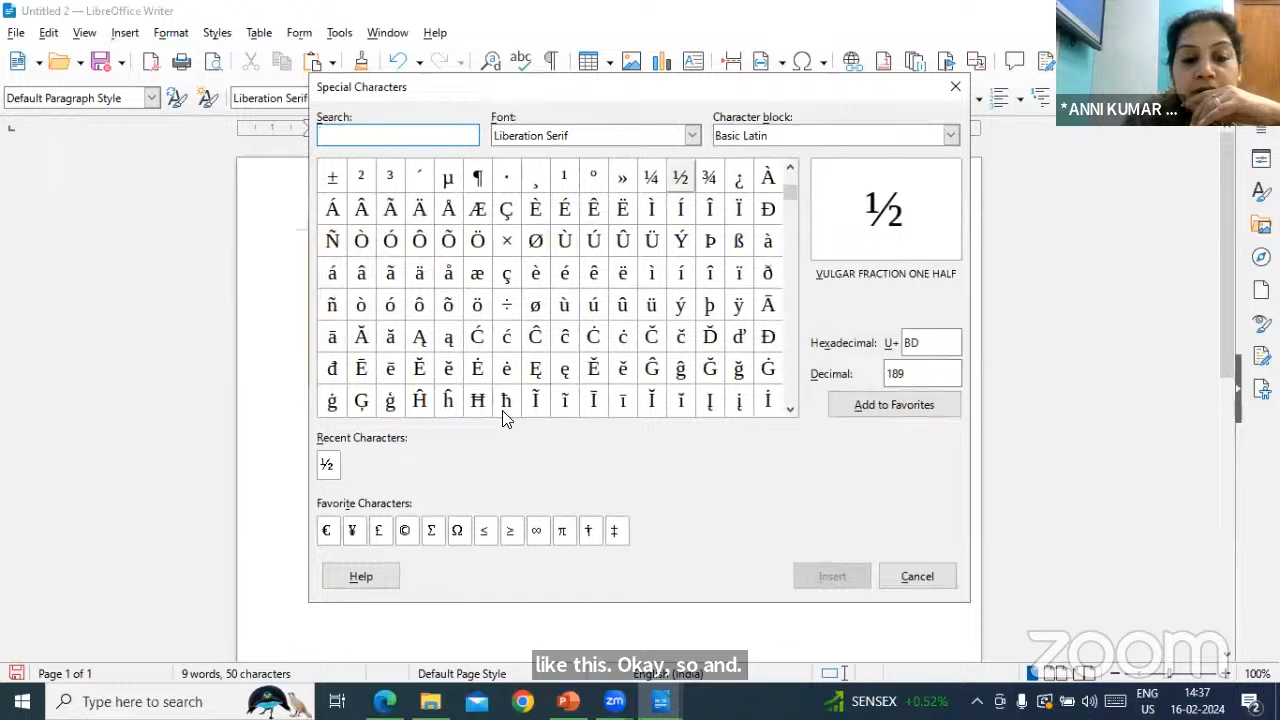 Untitled 2 — LibreOffice Writer
File Edit View Insert Format Styles Table Form Tools Window Help
Default Paragraph Style
Liberation Serif
*ANNI KUMAR ...
Special Characters
Search: Font: Character block:
Liberation Serif Basic Latin
± ² ³ ´ µ ¶ · ¸ ¹ º » ¼ ½ ¾ ¿ À
Á Â Ã Ä Å Æ Ç È É Ê Ë Ì Í Î Ï Ð
Ñ Ò Ó Ô Õ Ö × Ø Ù Ú Û Ü Ý Þ ß à
á â ã ä å æ ç è é ê ë ì í î ï ð
ñ ò ó ô õ ö ÷ ø ù ú û ü ý þ ÿ Ā
ā Ă ă Ą ą Ć ć Ĉ ĉ Ċ ċ Č č Ď ď Đ
đ Ē ē Ĕ ĕ Ė ė Ę ę Ě ě Ĝ ĝ Ğ ğ Ġ
ġ Ģ ģ Ĥ ĥ Ħ ħ Ĩ ĩ Ī ī Ĭ ĭ Į į İ
½
VULGAR FRACTION ONE HALF
Hexadecimal: U+ BD
Decimal: 189
Add to Favorites
Recent Characters:
½
Favorite Characters:
€ ¥ £ © Σ Ω ≤ ≥ ∞ π † ‡
Help Insert Cancel
zoom
like this. Okay, so and.
Page 1 of 1 9 words, 50 characters Default Page Style English (India) 100%
Type here to search
SENSEX +0.52%
ENG
US
14:37
16-02-2024
2